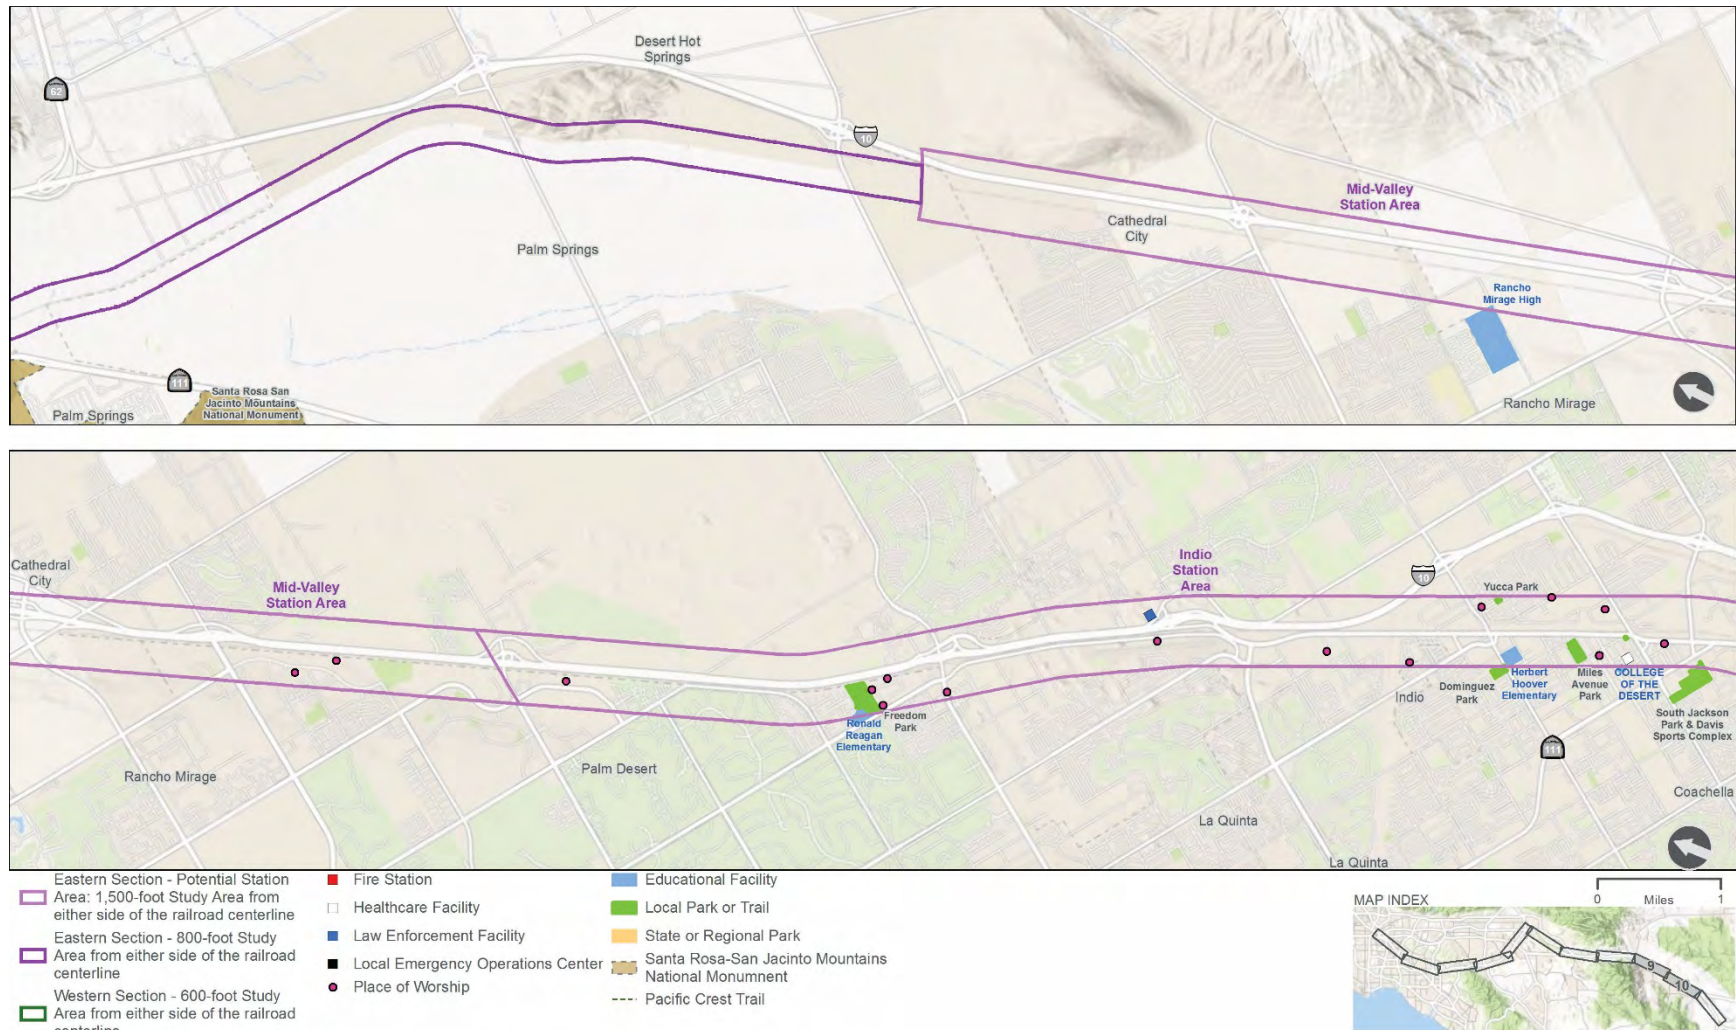 Desert Hot
Springs
62
10
Mid-Valley
Station Area
Cathedral
City
Palm Springs
Rancho
Mirage High
111
Santa Rosa San
Jacinto Mountains
National Monument
Palm Springs
Rancho Mirage
Cathedral
City
Mid-Valley
Station Area
Indio
Station
Area
10
Yucca Park
Rancho Mirage
Palm Desert
Ronald
Reagan
Elementary
Freedom
Park
Dominguez
Park
Indio
Herbert
Hoover
Elementary
Miles
Avenue
Park
COLLEGE
OF THE
DESERT
South Jackson
Park & Davis
Sports Complex
111
Coachella
La Quinta
La Quinta
Eastern Section - Potential Station
Area: 1,500-foot Study Area from
either side of the railroad centerline
Eastern Section - 800-foot Study
Area from either side of the railroad
centerline
Western Section - 600-foot Study
Area from either side of the railroad
centerline
Fire Station
Healthcare Facility
Law Enforcement Facility
Local Emergency Operations Center
Place of Worship
Educational Facility
Local Park or Trail
State or Regional Park
Santa Rosa-San Jacinto Mountains
National Monumnent
Pacific Crest Trail
0 Miles 1
MAP INDEX
9
10